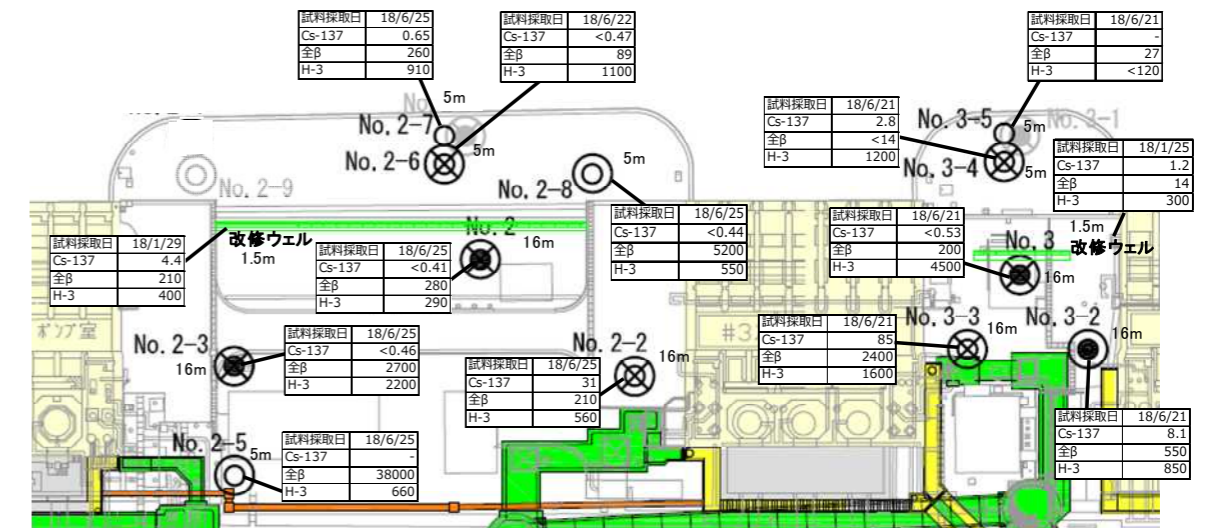 試料採取日 18/6/25
Cs-137 0.65
全β 260
H-3 910
試料採取日 18/6/22
Cs-137 <0.47
全β 89
H-3 1100
試料採取日 18/6/21
Cs-137 -
全β 27
H-3 <120
No 5m
No. 2-7
5m
No. 2-6
試料採取日 18/6/21
Cs-137 2.8
全β <14
H-3 1200
No. 3-5 5m
No. 3-1
No. 3-4 5m
試料採取日 18/1/25
Cs-137 1.2
全β 14
H-3 300
No. 2-9
No. 2-8
5m
試料採取日 18/6/25
Cs-137 <0.44
全β 5200
H-3 550
試料採取日 18/6/21
Cs-137 <0.53
全β 200
H-3 4500
1.5m
改修ウェル
No. 3
16m
試料採取日 18/1/29
Cs-137 4.4
全β 210
H-3 400
改修ウェル
1.5m
試料採取日 18/6/25
Cs-137 <0.41
全β 280
H-3 290
No. 2
16m
ポンプ室
No. 2-3
16m
試料採取日 18/6/25
Cs-137 <0.46
全β 2700
H-3 2200
No. 2-2
16m
試料採取日 18/6/25
Cs-137 31
全β 210
H-3 560
#3
試料採取日 18/6/21
Cs-137 85
全β 2400
H-3 1600
No. 3-3 16m
No. 3-2
16m
試料採取日 18/6/21
Cs-137 8.1
全β 550
H-3 850
No. 2-5 5m
試料採取日 18/6/25
Cs-137 -
全β 38000
H-3 660